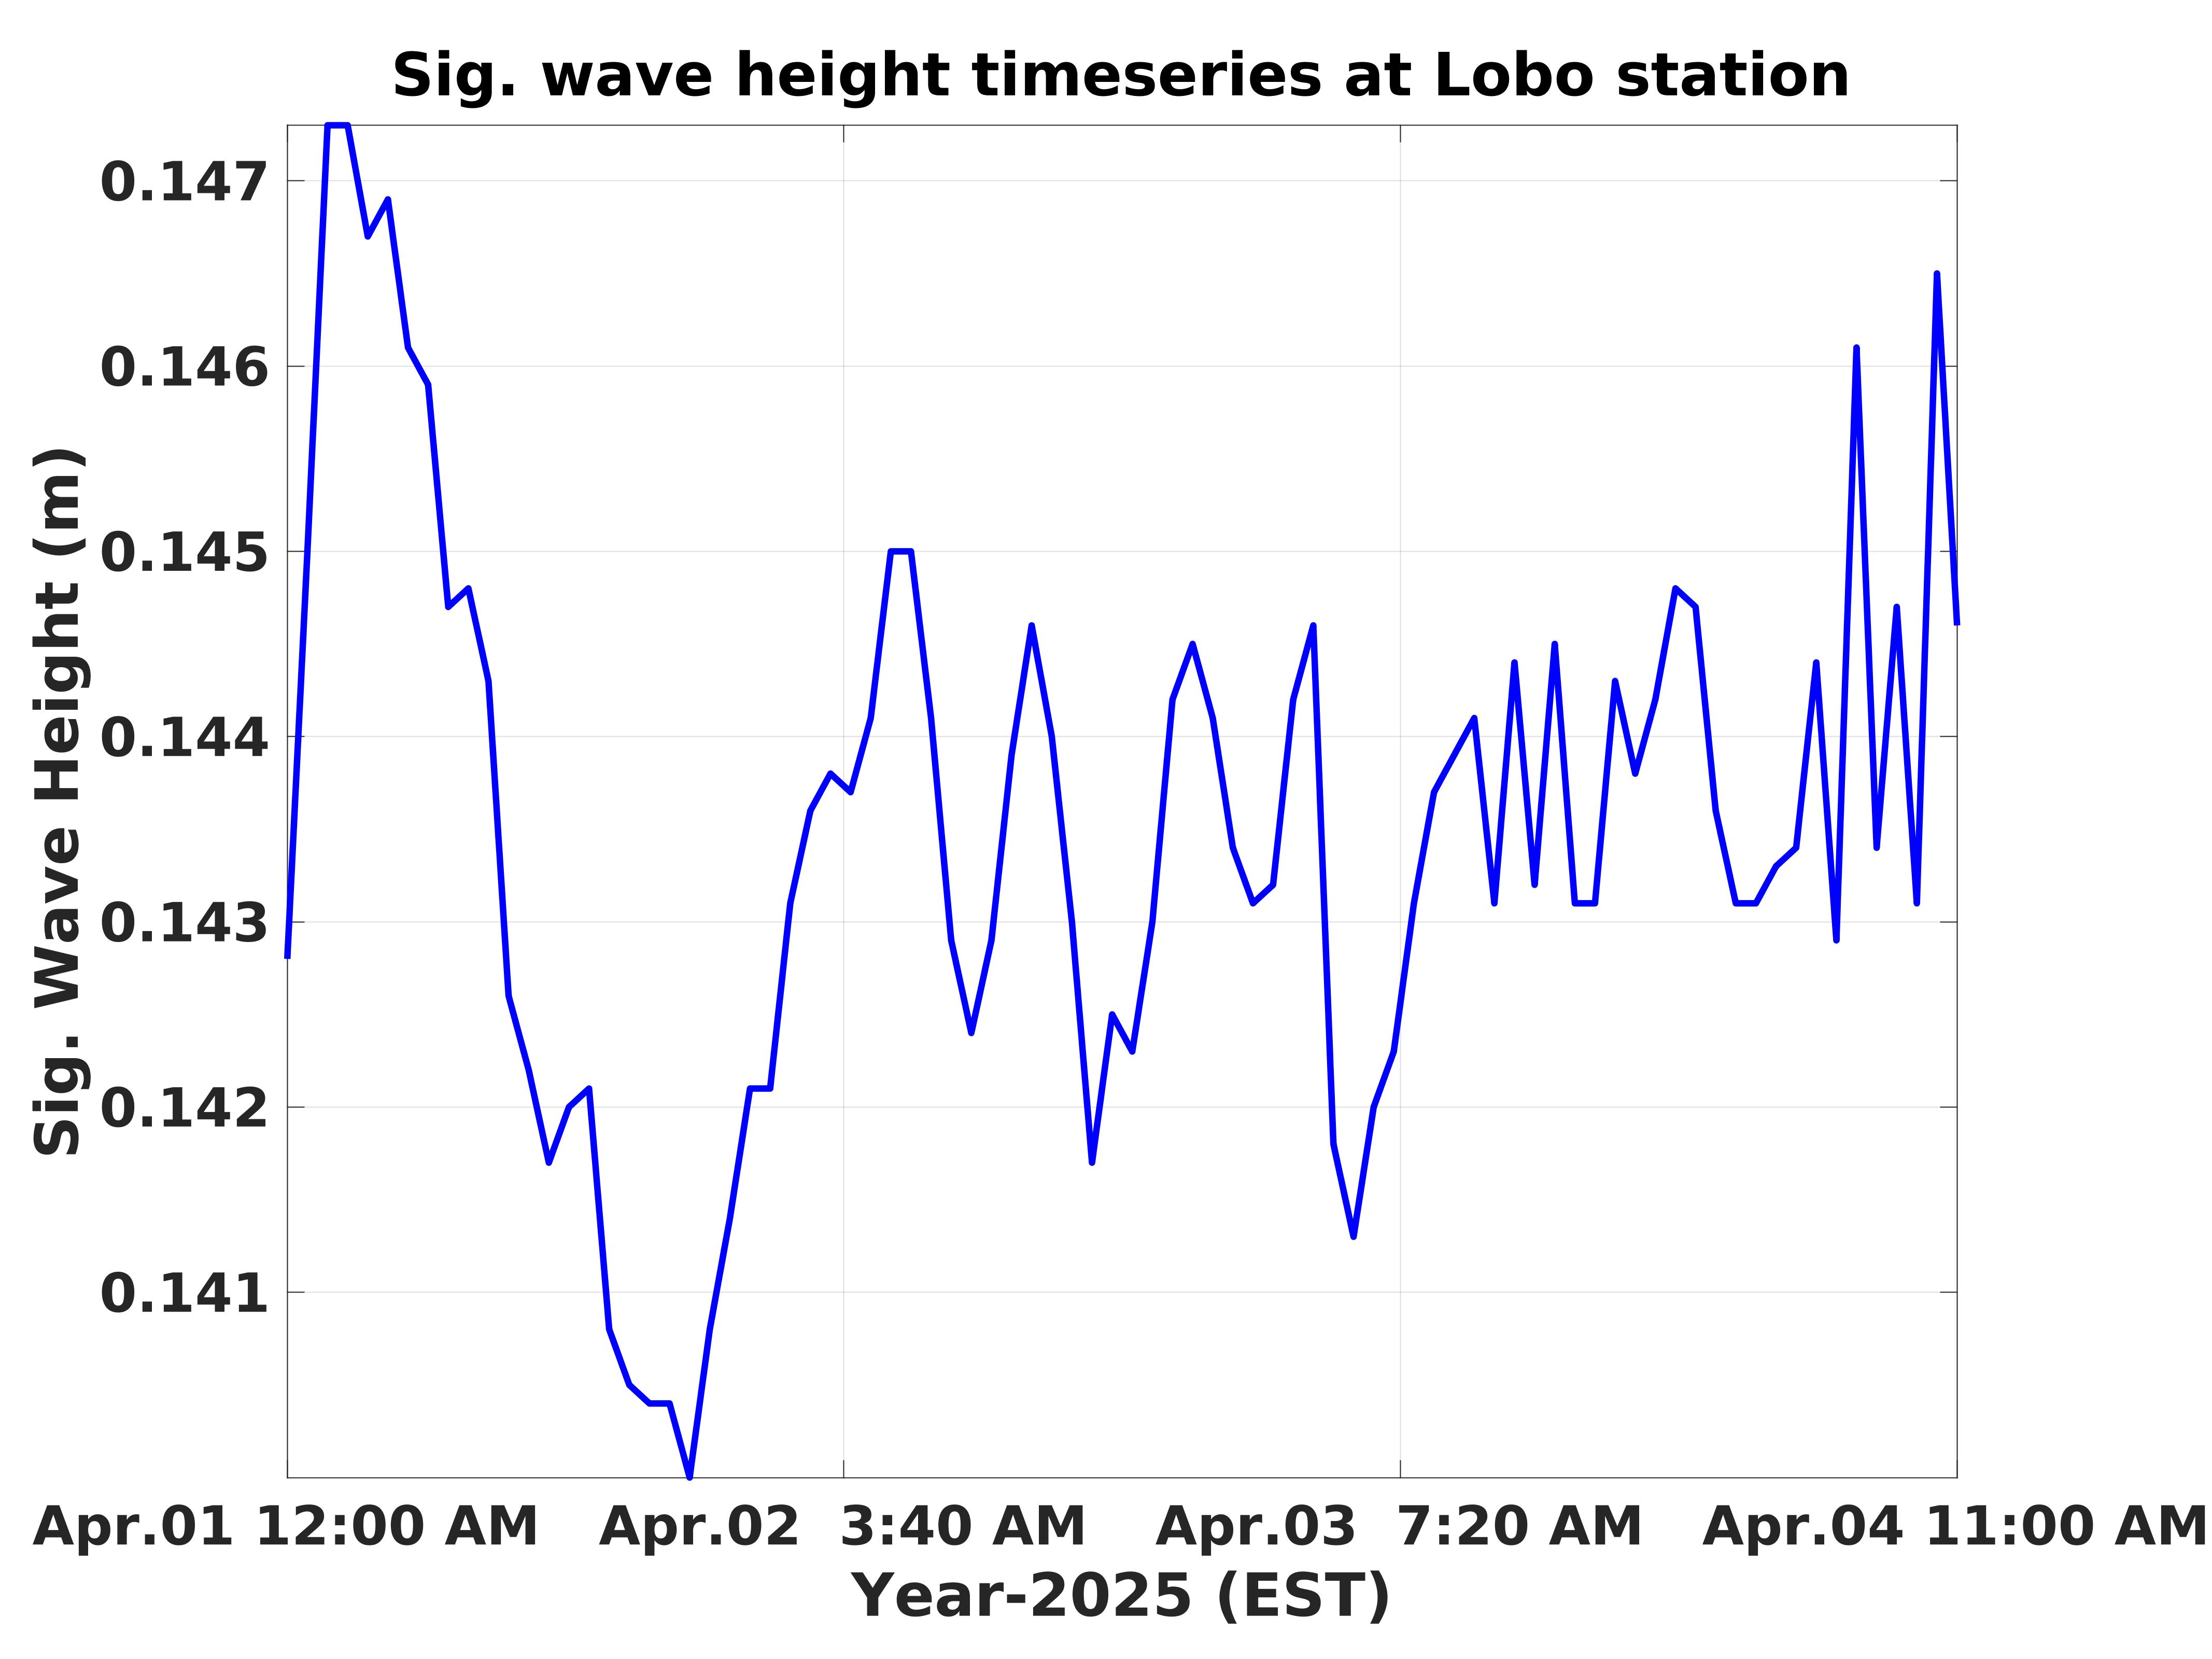 Sig. wave height timeseries at Lobo station
Sig. Wave Height (m)
0.147
0.146
0.145
0.144
0.143
0.142
0.141
Apr.01 12:00 AM Apr.02 3:40 AM Apr.03 7:20 AM Apr.04 11:00 AM
Year-2025 (EST)